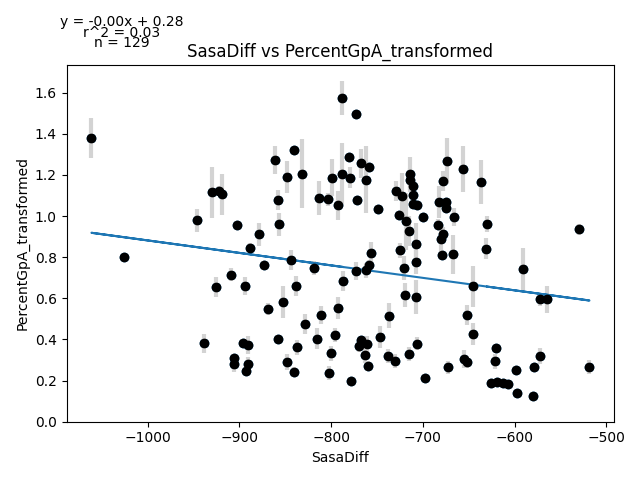 y = -0.00x + 0.28
r^2 = 0.03
n = 129
SasaDiff vs PercentGpA_transformed
PercentGpA_transformed
1.6
1.4
1.2
1.0
0.8
0.6
0.4
0.2
0.0
−1000
−900
−800
−700
−600
−500
SasaDiff